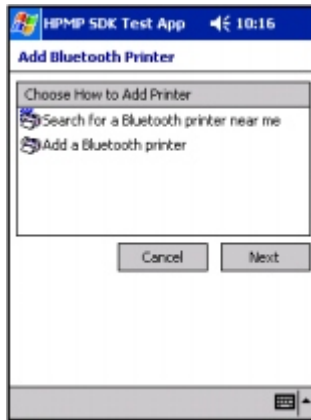 HPMP SDK Test App 10:16
Add Bluetooth Printer
Choose How to Add Printer
Search for a Bluetooth printer near me
Add a Bluetooth printer
Cancel Next